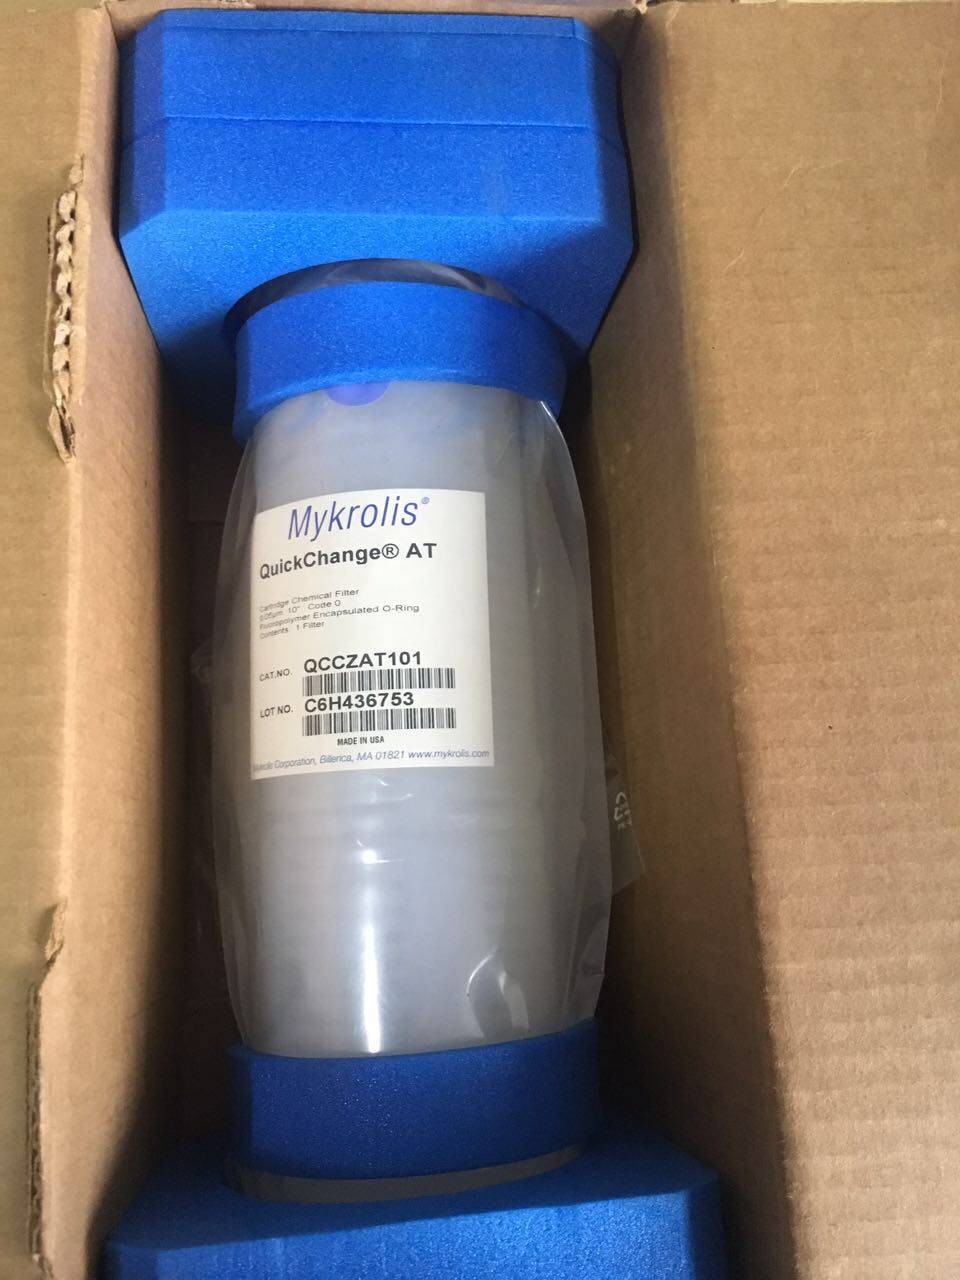 Mykrolis®
QuickChange® AT
Cartridge Chemical Filter
0.05µm 10" Code 0
Fluoropolymer Encapsulated O-Ring
Contents 1 Filter
CAT.NO. QCCZAT101
LOT NO. C6H436753
MADE IN USA
Mykrolis Corporation, Billerica, MA 01821 www.mykrolis.com